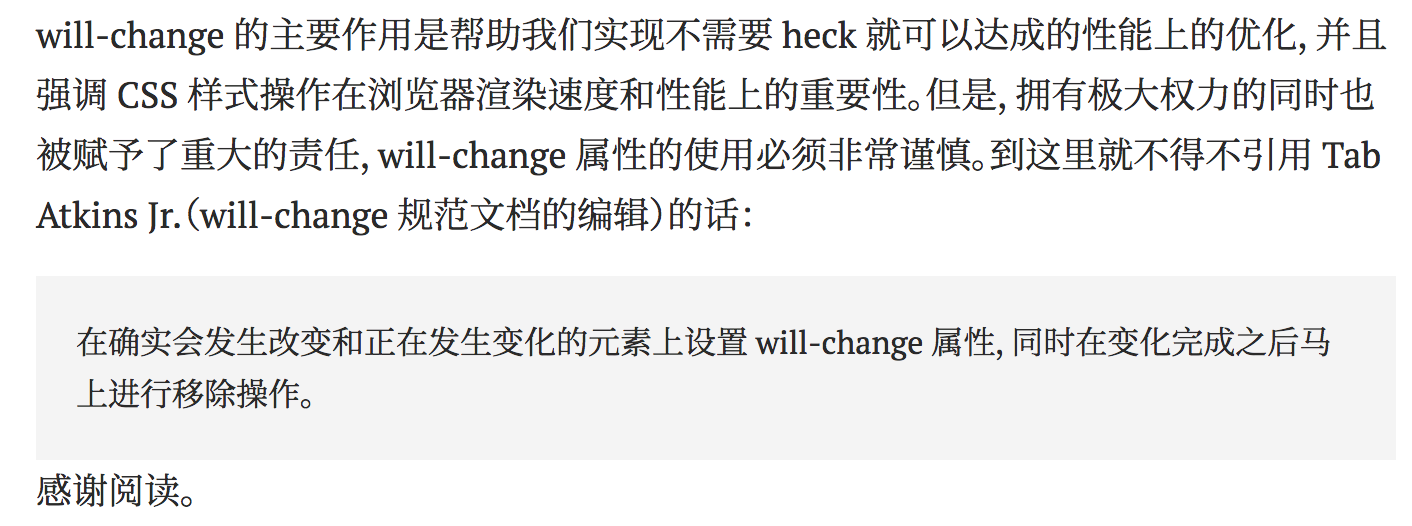 will-change 的主要作用是帮助我们实现不需要 heck 就可以达成的性能上的优化, 并且
强调 CSS 样式操作在浏览器渲染速度和性能上的重要性。但是, 拥有极大权力的同时也
被赋予了重大的责任, will-change 属性的使用必须非常谨慎。到这里就不得不引用 Tab
Atkins Jr.（will-change 规范文档的编辑）的话：
在确实会发生改变和正在发生变化的元素上设置 will-change 属性, 同时在变化完成之后马
上进行移除操作。
感谢阅读。